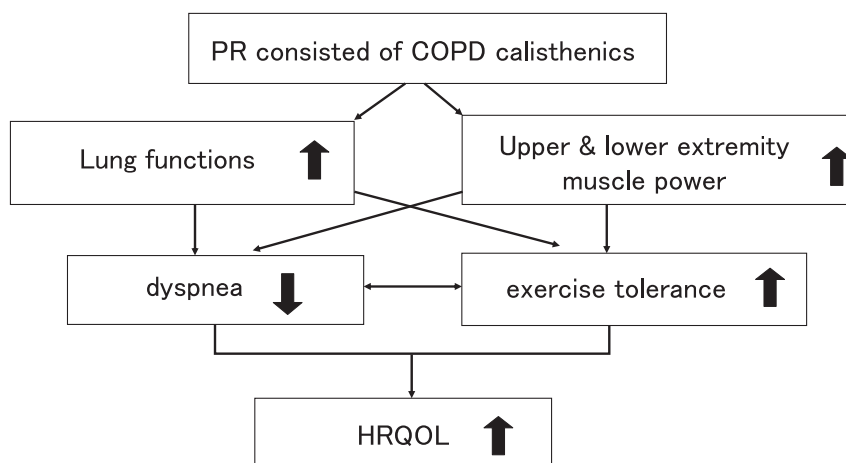 PR consisted of COPD calisthenics
Lung functions
Upper & lower extremity
muscle power
dyspnea
exercise tolerance
HRQOL